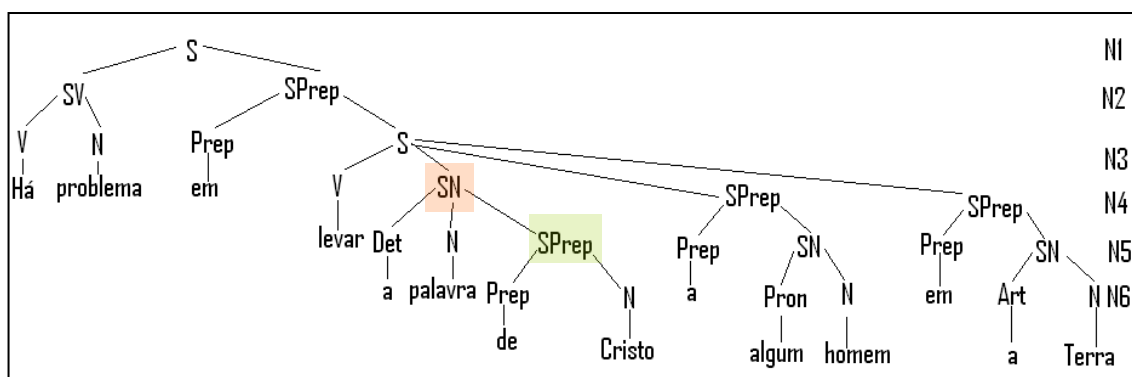 S N1
SV SPrep N2
V N Prep S N3
Há problema em
V SN SPrep SPrep N4
levar Det N SPrep Prep SN Prep SN N5
a palavra Prep N a Pron N em Art N N6
de Cristo algum homem a Terra